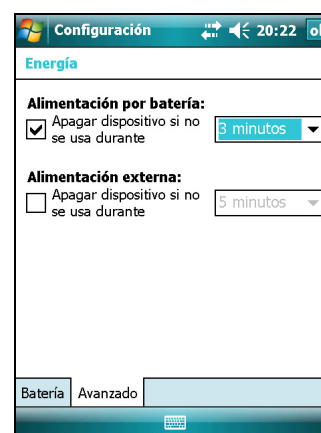 Configuración 20:22 ok
Energía
Alimentación por batería:
Apagar dispositivo si no
se usa durante
3 minutos
Alimentación externa:
Apagar dispositivo si no
se usa durante
5 minutos
Batería Avanzado